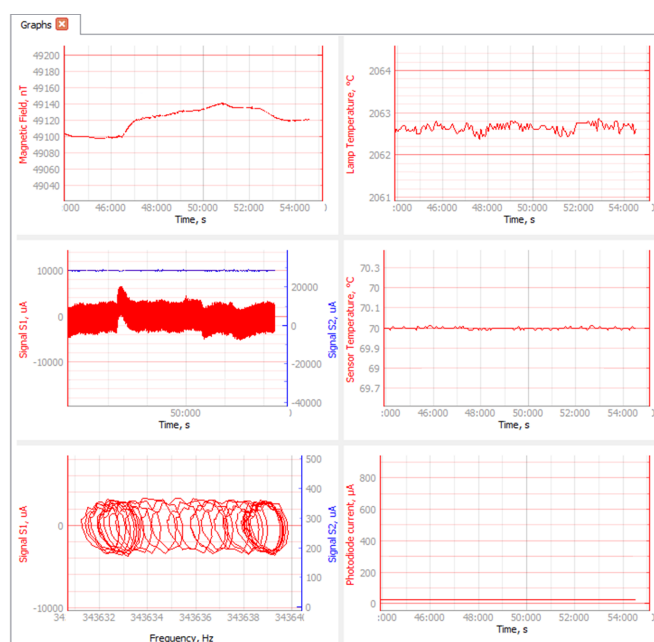 Graphs
49200
49180
49160
49140
49120
49100
49080
49060
49040
Magnetic Field, nT
:000 46:000 48:000 50:000 52:000 54:000
Time, s
2064
2063
2062
2061
Lamp Temperature, ºC
:000 46:000 48:000 50:000 52:000 54:000
Time, s
10000
0
-10000
Signal S1, uA
20000
0
-20000
-40000
Signal S2, uA
50:000
Time, s
70.3
70.2
70.1
70
69.9
69
69.7
Sensor Temperature, ºC
:000 46:000 48:000 50:000 52:000 54:000
Time, s
0
-10000
Signal S1, uA
500
400
300
200
100
0
Signal S2, uA
34 343632 343634 343636 343638 34364
Frequency, Hz
800
600
400
200
0
Photodiode current, µA
:000 46:000 48:000 50:000 52:000 54:000
Time, s